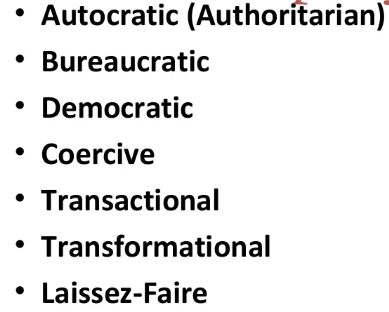 • Autocratic (Authoritarian)
• Bureaucratic
• Democratic
• Coercive
• Transactional
• Transformational
• Laissez-Faire